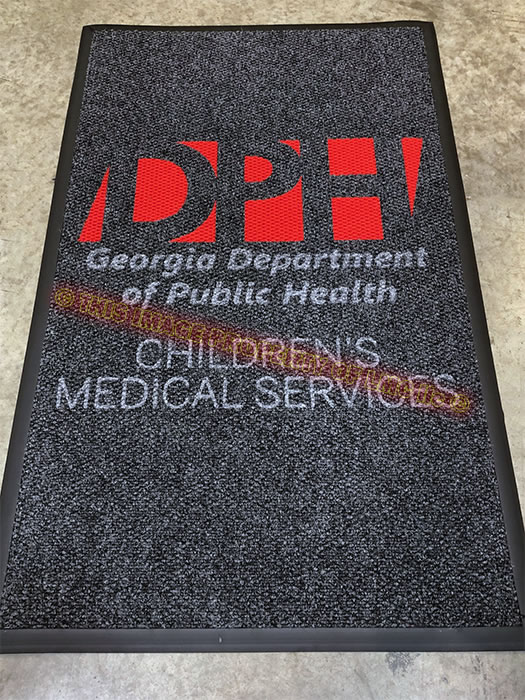 DPH
Georgia Department
of Public Health
CHILDREN'S
MEDICAL SERVICES